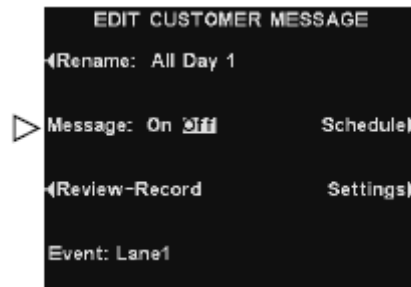 EDIT CUSTOMER MESSAGE
Rename: All Day 1
Message: On Off Schedule
Review-Record Settings
Event: Lane1